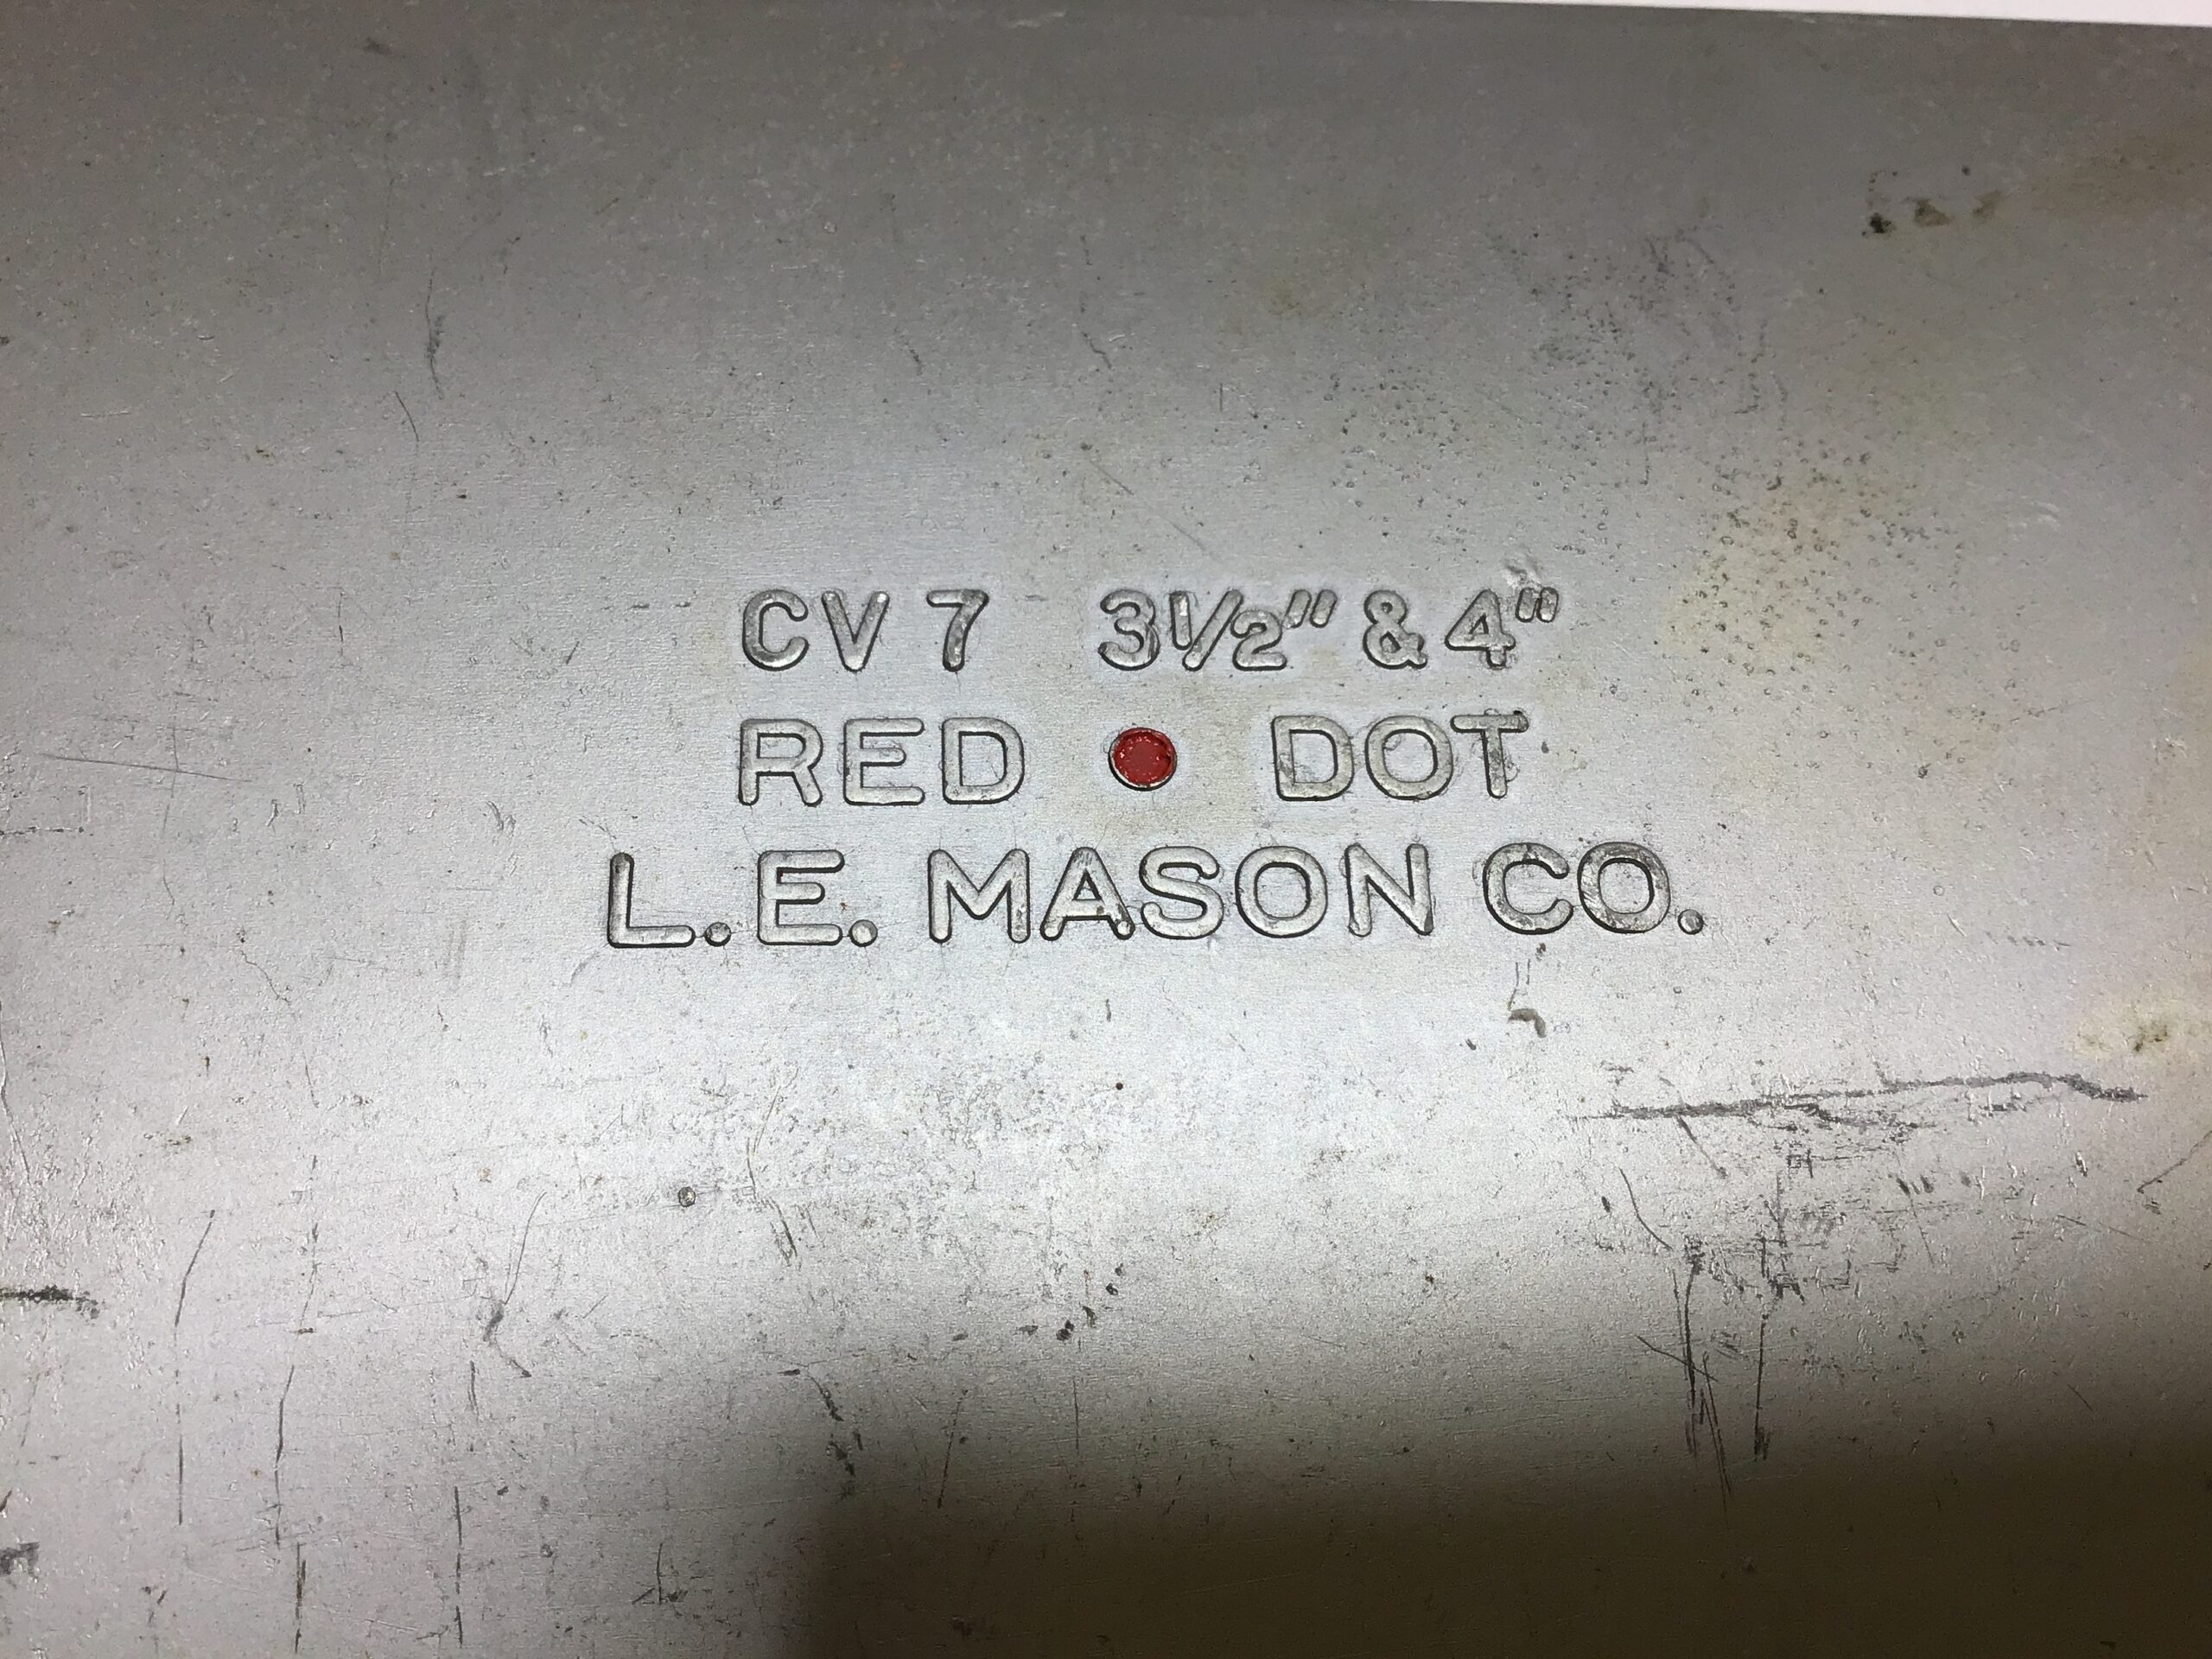 CV 7 3½" & 4"
RED • DOT
L.E. MASON CO.